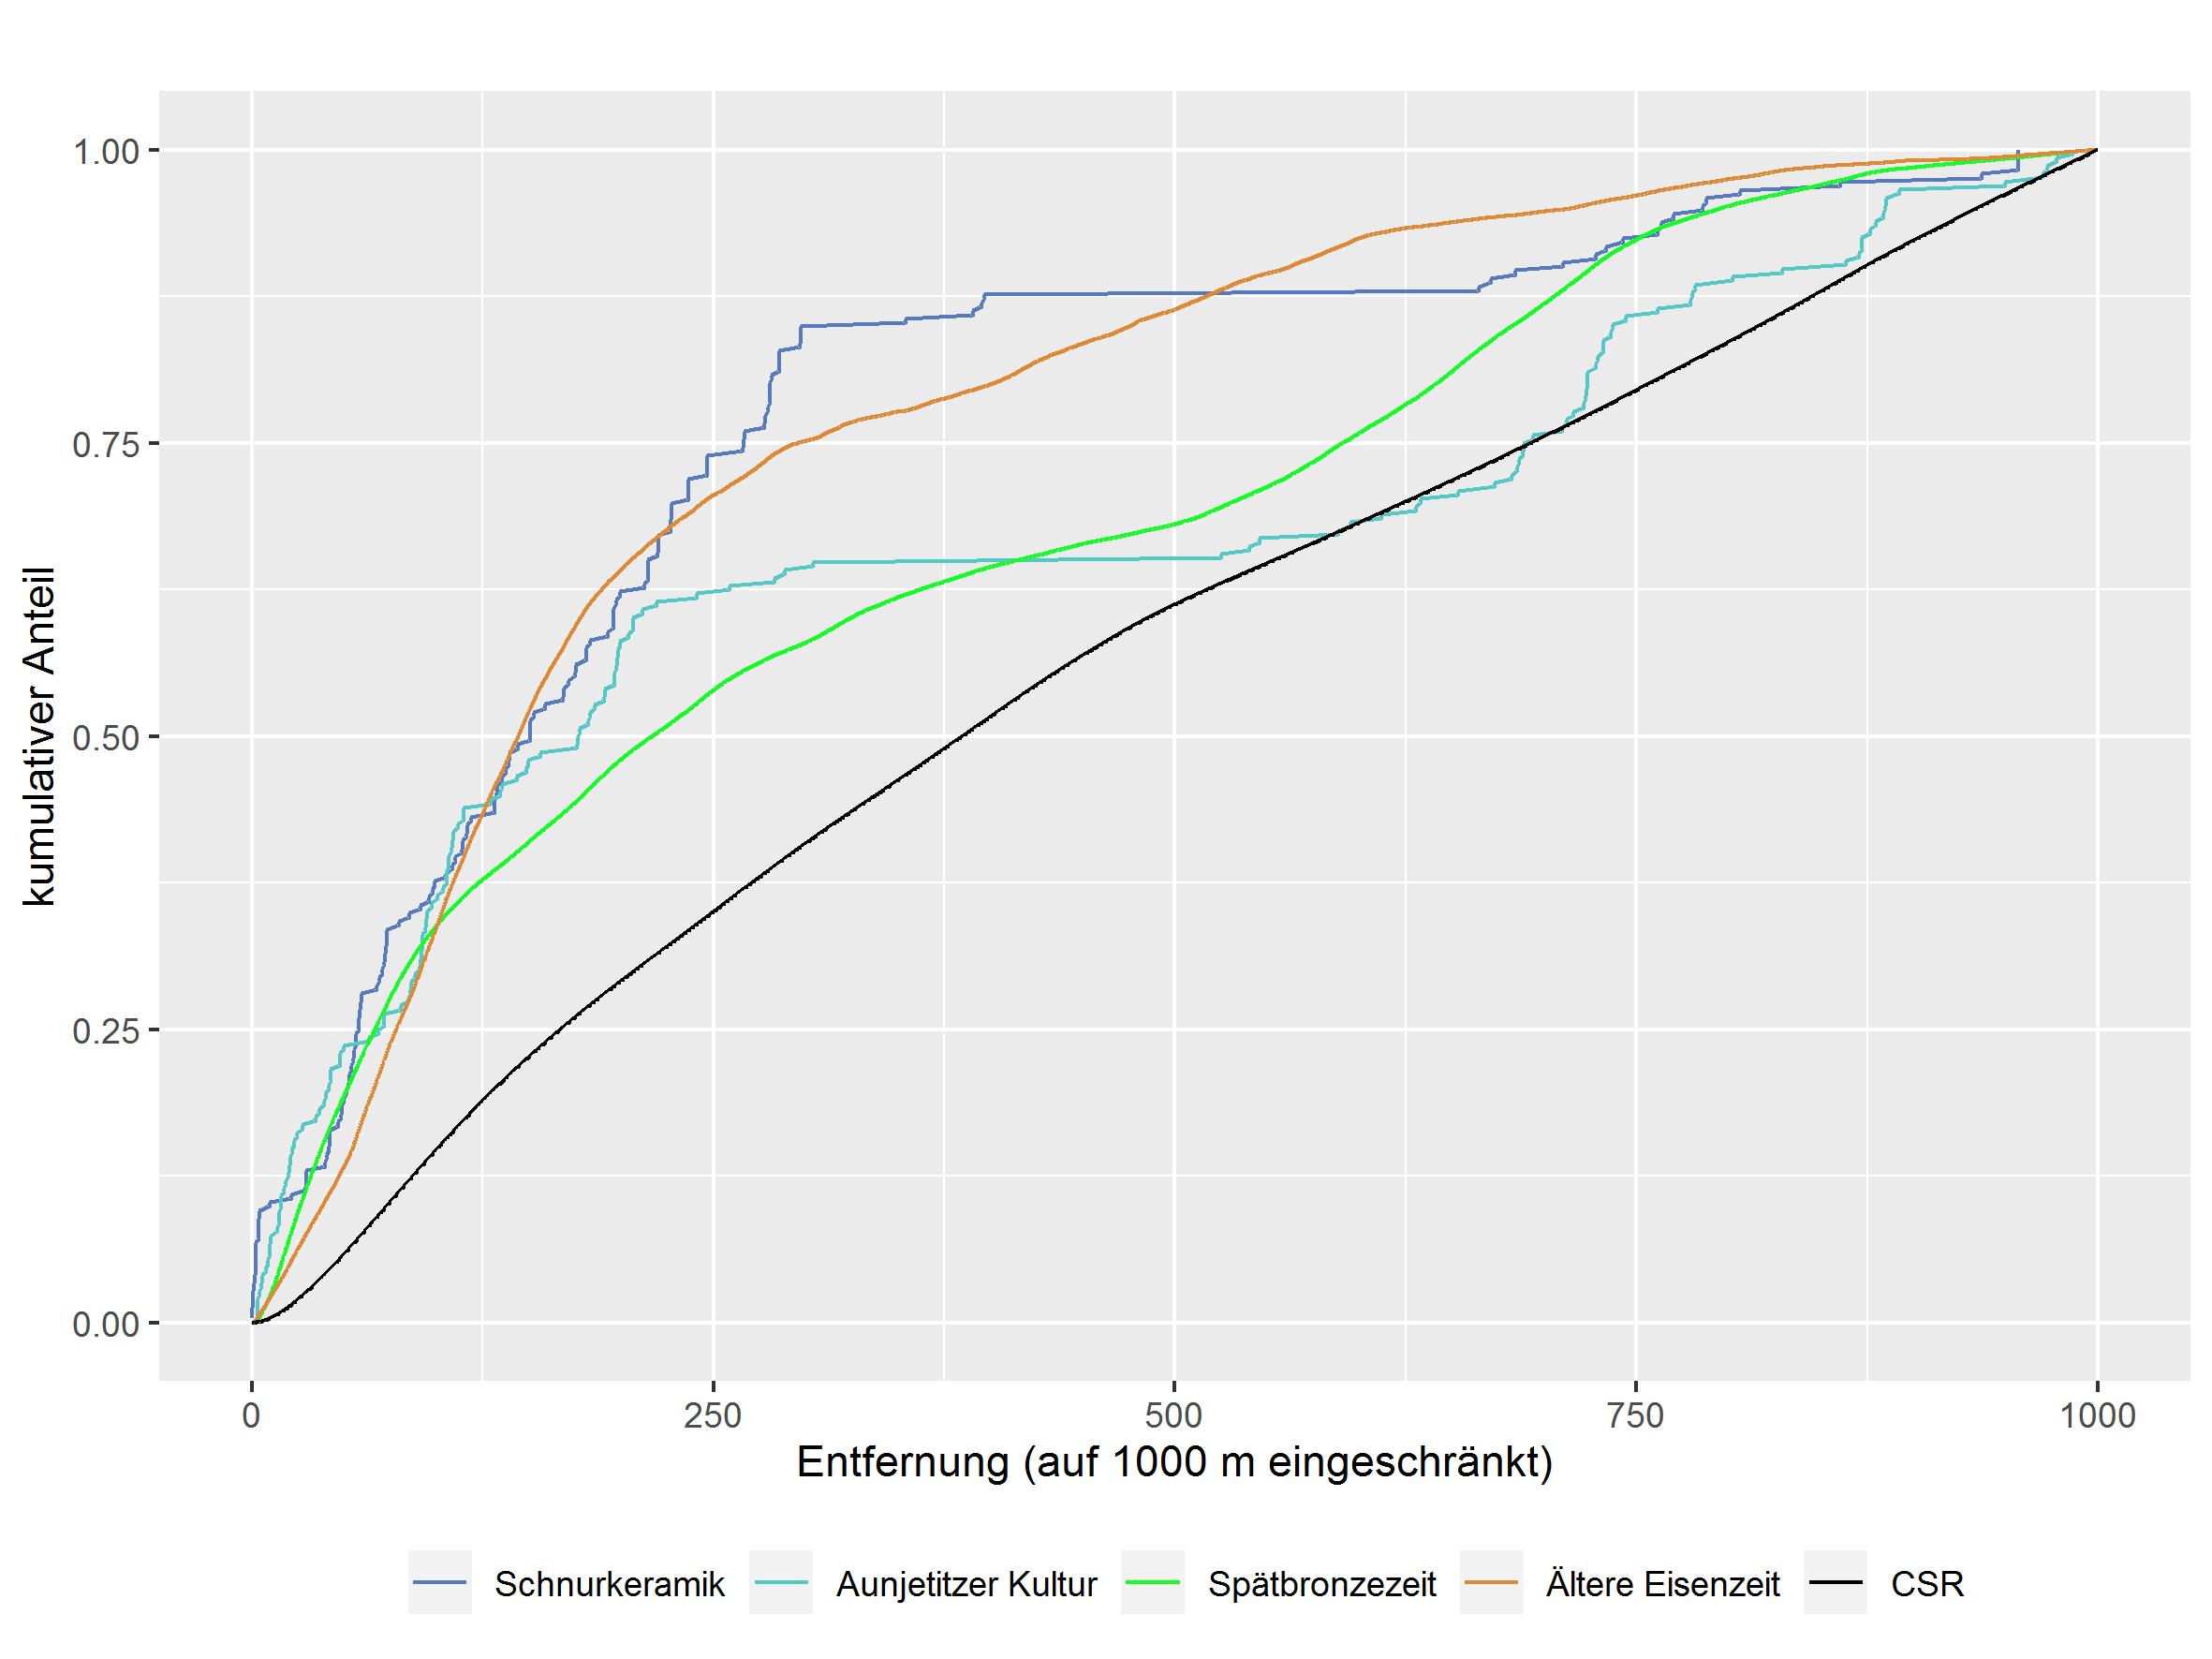 1.00
0.75
0.50
0.25
0.00
kumulativer Anteil
0 250 500 750 1000
Entfernung (auf 1000 m eingeschränkt)
Schnurkeramik Aunjetitzer Kultur Spätbronzezeit Ältere Eisenzeit CSR